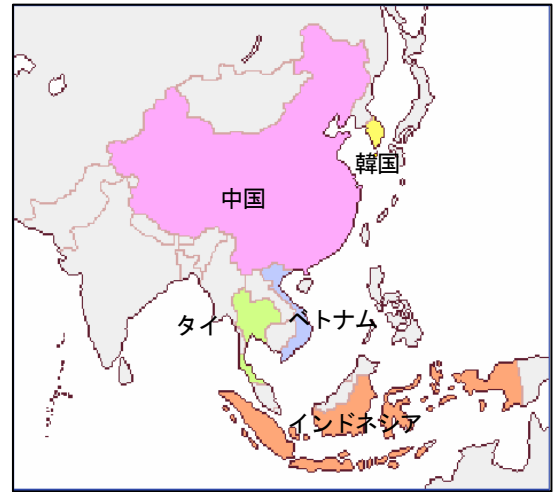 韓国
中国
タイ
ベトナム
インドネシア